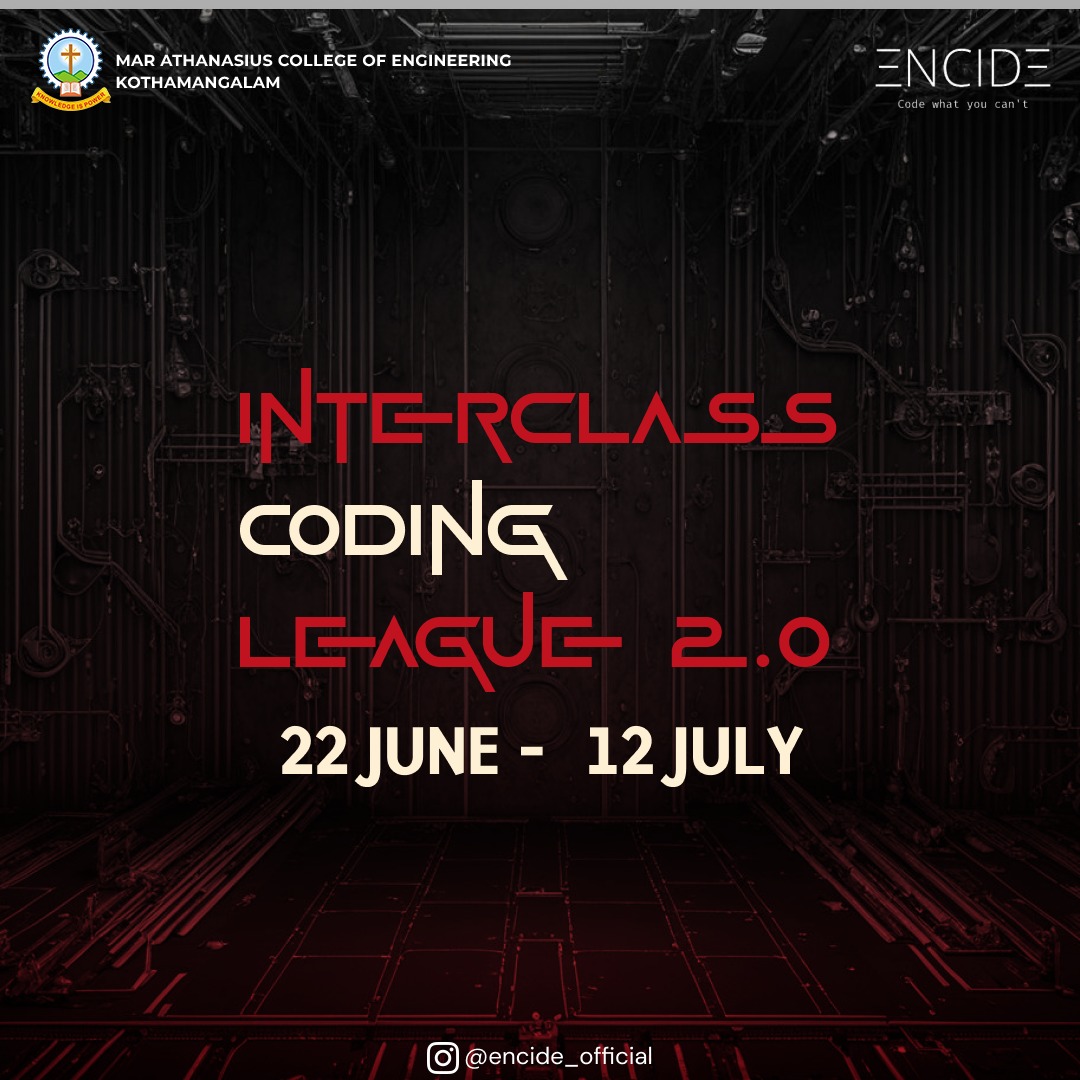 MAR ATHANASIUS COLLEGE OF ENGINEERING
KOTHAMANGALAM
KNOWLEDGE IS POWER
ENCIDE
Code what you can't
INTERCLASS
CODING
LEAGUE 2.0
22 JUNE - 12 JULY
@encide_official